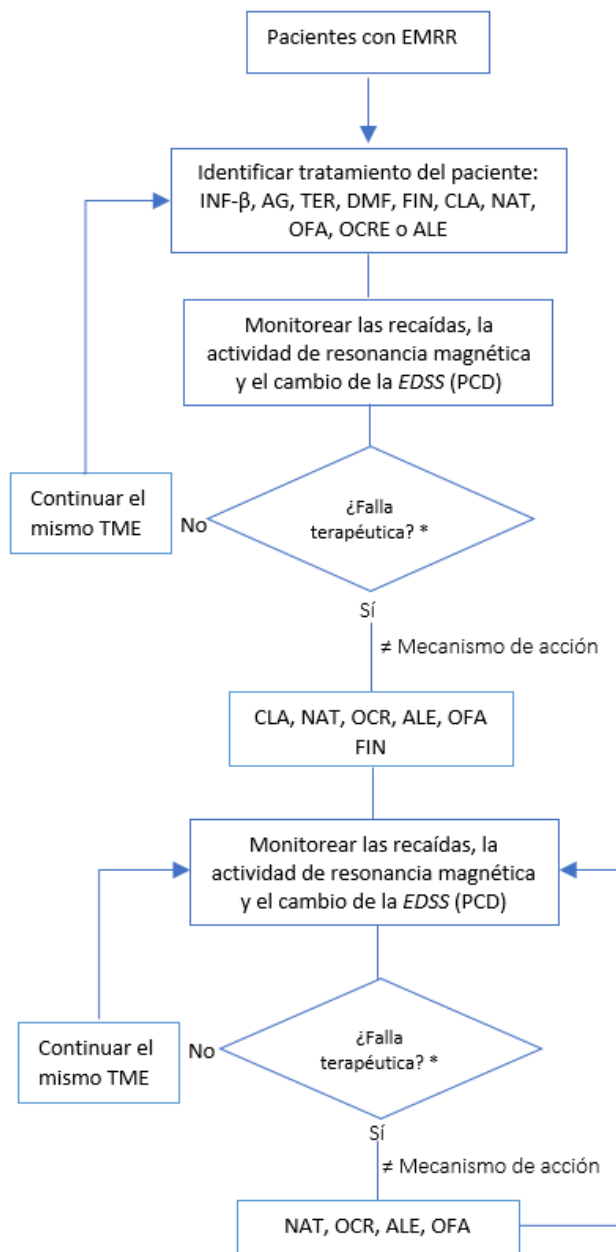 Pacientes con EMRR
Identificar tratamiento del paciente:
INF-β, AG, TER, DMF, FIN, CLA, NAT,
OFA, OCRE o ALE
Monitorear las recaídas, la
actividad de resonancia magnética
y el cambio de la EDSS (PCD)
Continuar el
mismo TME
No
¿Falla
terapéutica? *
Sí
≠ Mecanismo de acción
CLA, NAT, OCR, ALE, OFA
FIN
Monitorear las recaídas, la
actividad de resonancia magnética
y el cambio de la EDSS (PCD)
Continuar el
mismo TME
No
¿Falla
terapéutica? *
Sí
≠ Mecanismo de acción
NAT, OCR, ALE, OFA